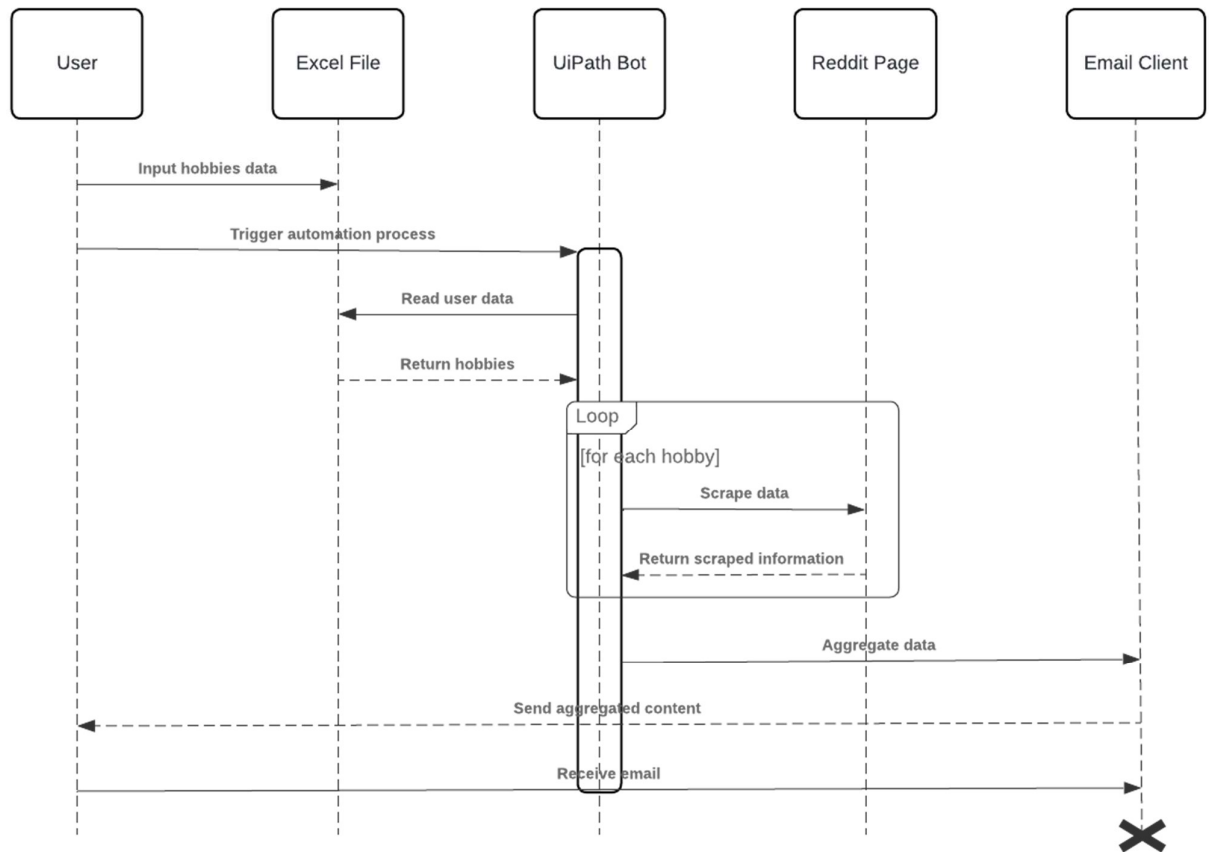 User
Excel File
UiPath Bot
Reddit Page
Email Client
Input hobbies data
Trigger automation process
Read user data
Return hobbies
Loop
[for each hobby]
Scrape data
Return scraped information
Aggregate data
Send aggregated content
Receive email